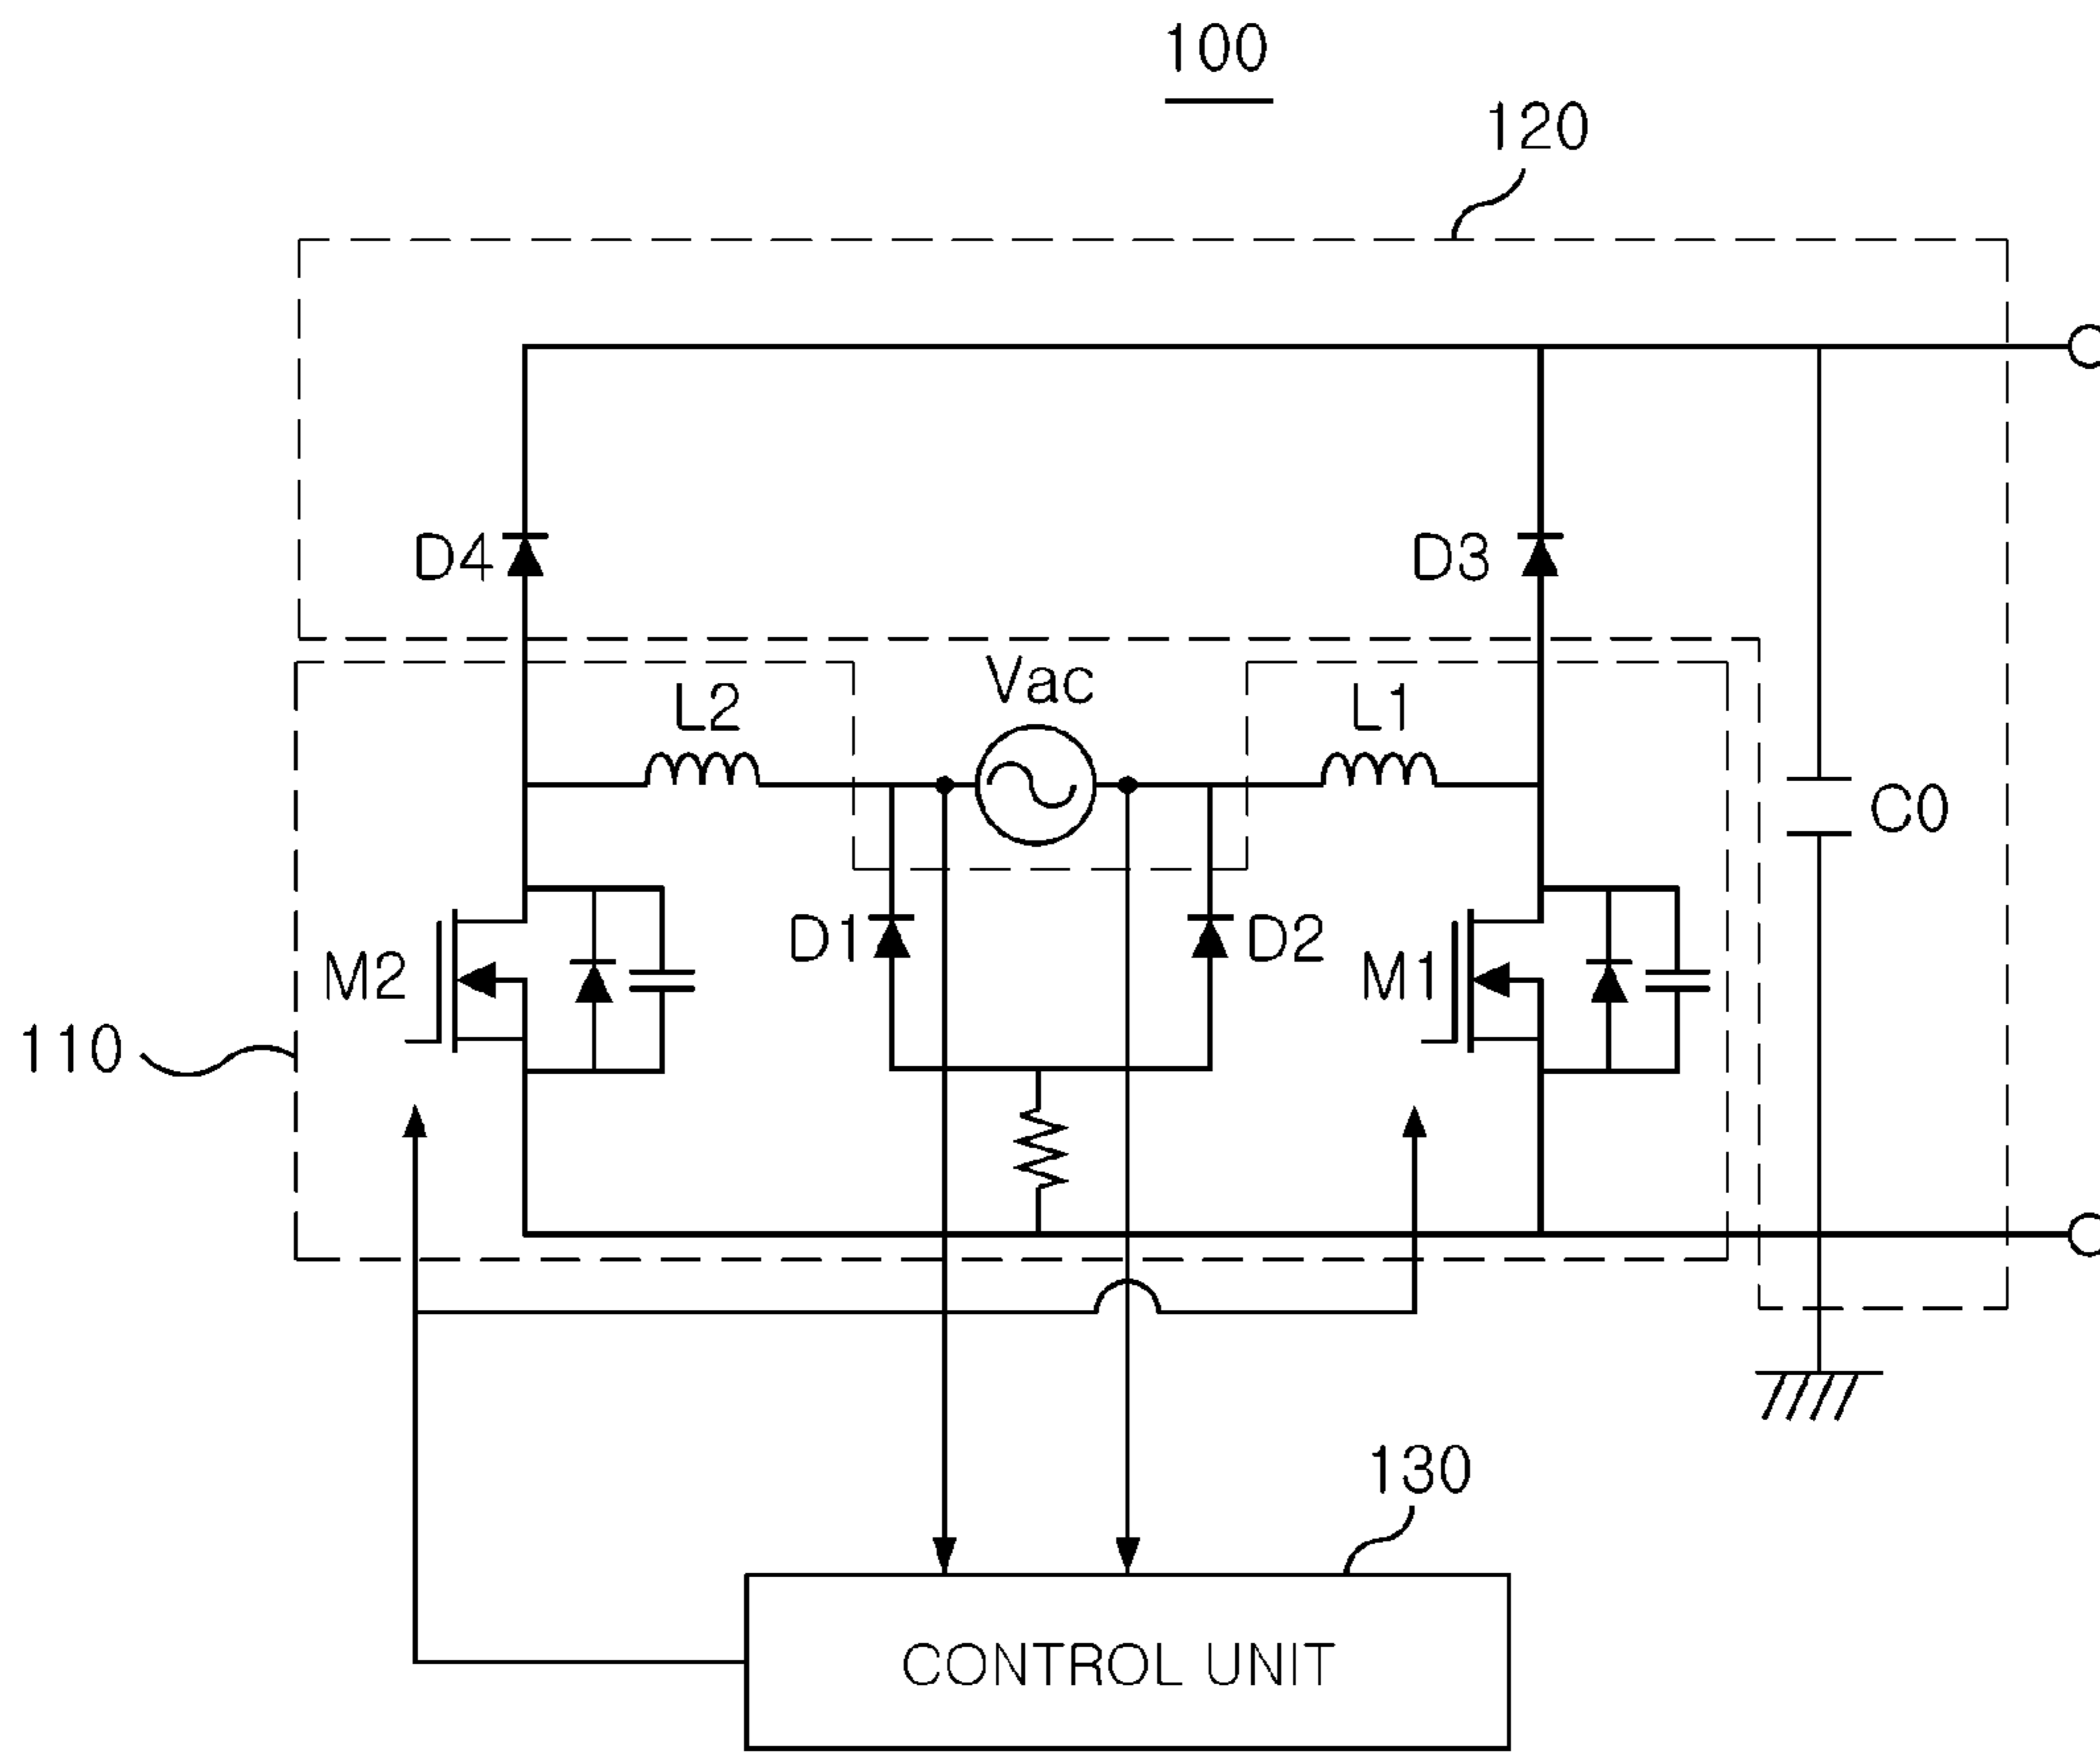 100
120
D4
D3
Vac
L2
L1
C0
D1
D2
M2
M1
110
130
CONTROL UNIT